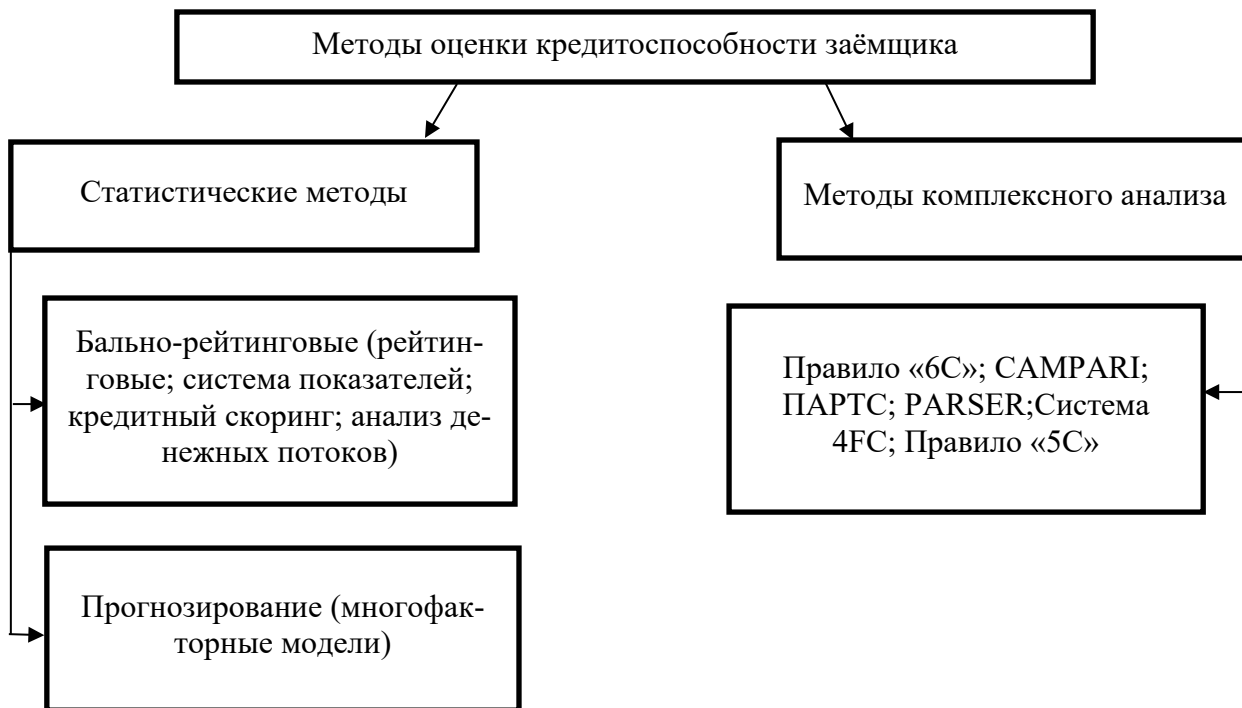 Методы оценки кредитоспособности заёмщика
Статистические методы
Методы комплексного анализа
Бально-рейтинговые (рейтин-
говые; система показателей;
кредитный скоринг; анализ де-
нежных потоков)
Правило «6С»; CAMPARI;
ПАРТС; PARSER;Система
4FC; Правило «5С»
Прогнозирование (многофак-
торные модели)